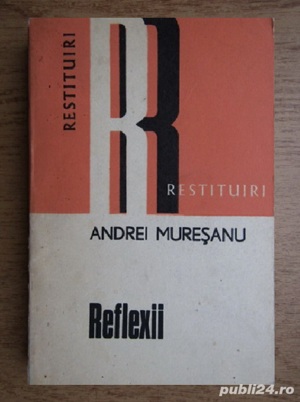 RESTITUIRI
R
RESTITUIRI
ANDREI MUREŞANU
Reflexii
publi24.ro